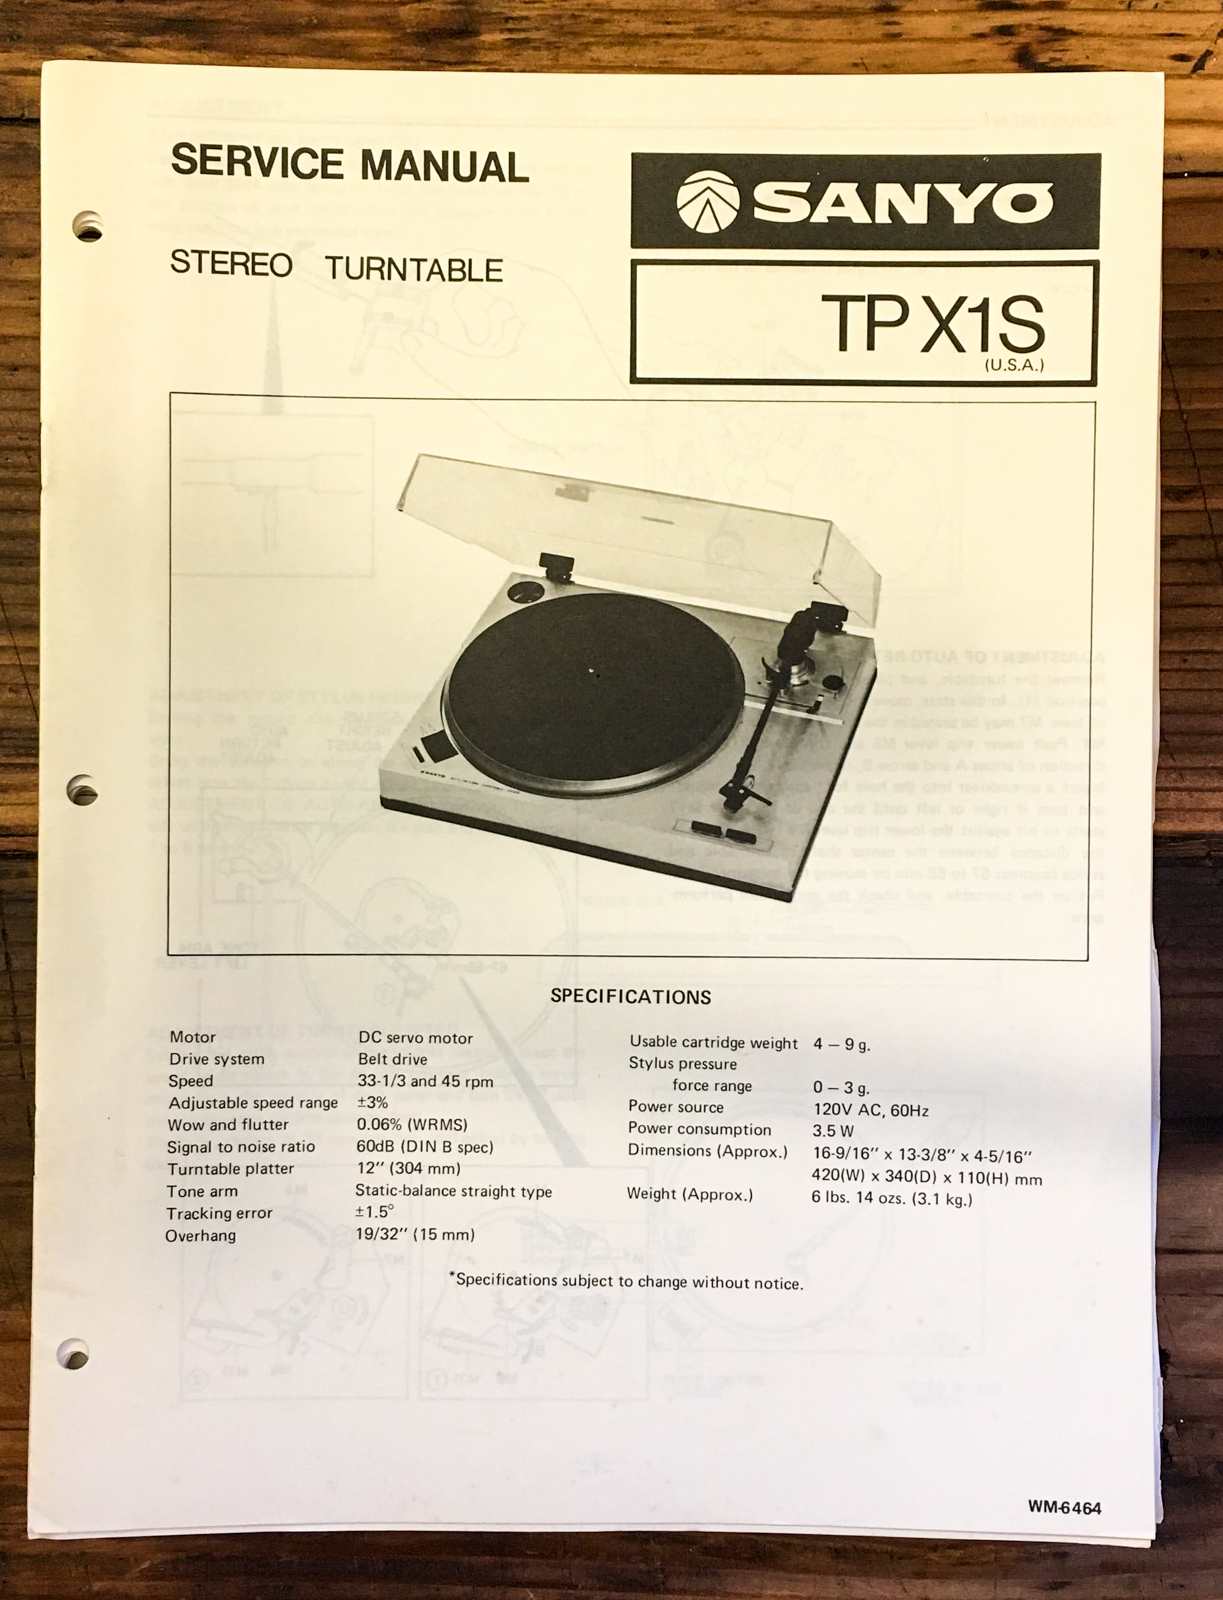 SERVICE MANUAL
SANYO
STEREO TURNTABLE
TP X1S
(U.S.A.)
SANYO
SPECIFICATIONS
Motor DC servo motor
Drive system Belt drive
Speed 33-1/3 and 45 rpm
Adjustable speed range ±3%
Wow and flutter 0.06% (WRMS)
Signal to noise ratio 60dB (DIN B spec)
Turntable platter 12" (304 mm)
Tone arm Static-balance straight type
Tracking error ±1.5°
Overhang 19/32" (15 mm)
Usable cartridge weight 4 – 9 g.
Stylus pressure
force range 0 – 3 g.
Power source 120V AC, 60Hz
Power consumption 3.5 W
Dimensions (Approx.) 16-9/16" x 13-3/8" x 4-5/16"
420(W) x 340(D) x 110(H) mm
Weight (Approx.) 6 lbs. 14 ozs. (3.1 kg.)
*Specifications subject to change without notice.
WM-6464